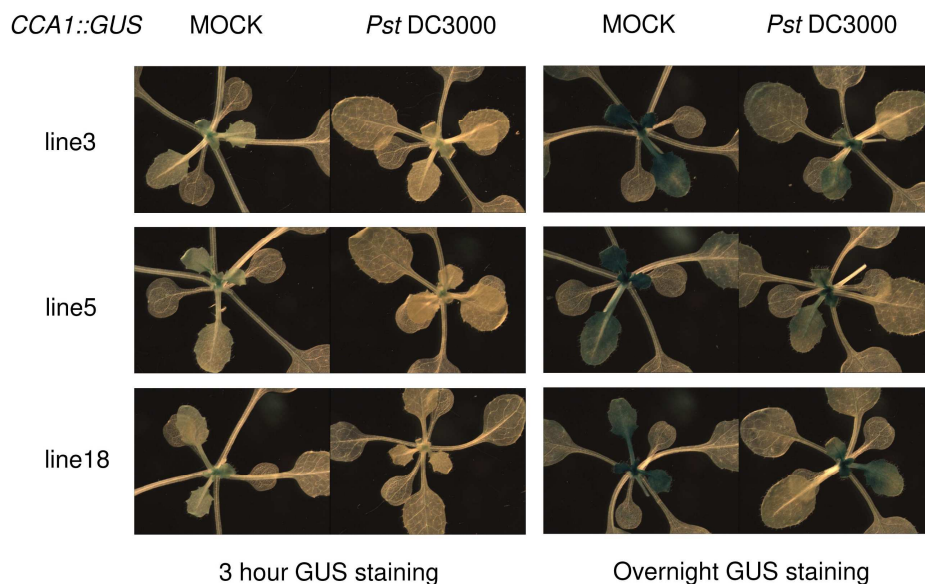 CCA1::GUS MOCK Pst DC3000 MOCK Pst DC3000
line3
line5
line18
3 hour GUS staining Overnight GUS staining